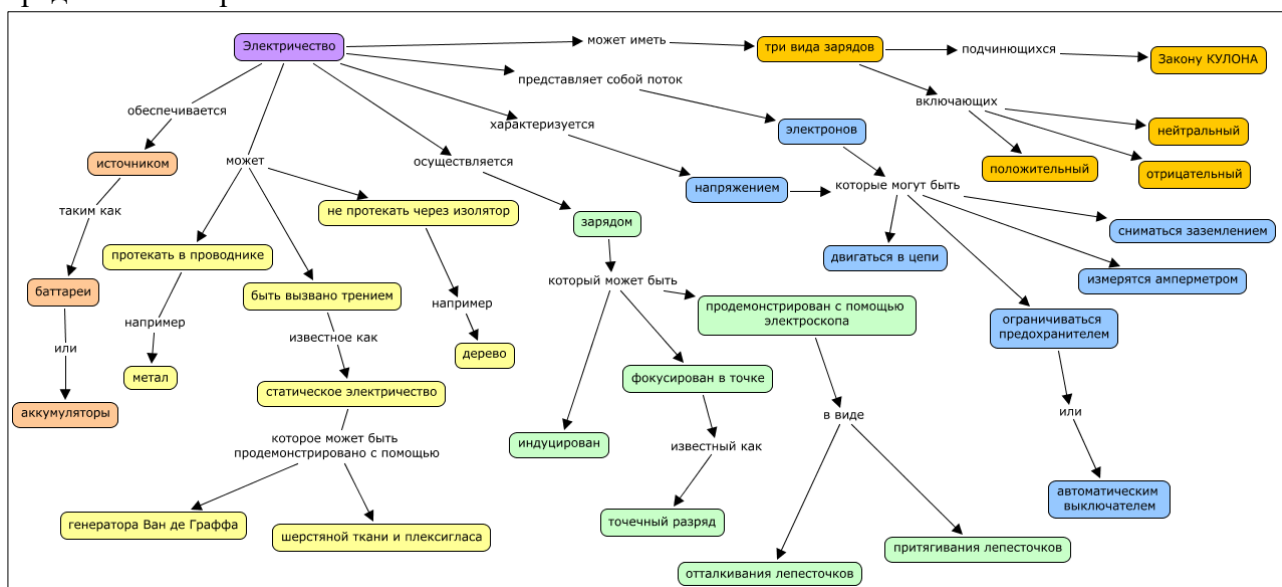 Электричество
может иметь
три вида зарядов
подчинющихся
Закону КУЛОНА
представляет собой поток
включающих
обеспечивается
характеризуется
электронов
нейтральный
источником
может
осуществляется
положительный
отрицательный
напряжением
которые могут быть
таким как
не протекать через изолятор
зарядом
сниматься заземлением
протекать в проводнике
двигаться в цепи
измерятся амперметром
баттареи
быть вызвано трением
который может быть
например
продемонстрирован с помощью
электроскопа
например
ограничиваться
предохранителем
или
известное как
дерево
метал
фокусирован в точке
статическое электричество
аккумуляторы
в виде
или
которое может быть
продемонстрировано с помощью
индуцирован
известный как
автоматическим
выключателем
генератора Ван де Граффа
шерстяной ткани и плексигласа
точечный разряд
притягивания лепесточков
отталкивания лепесточков